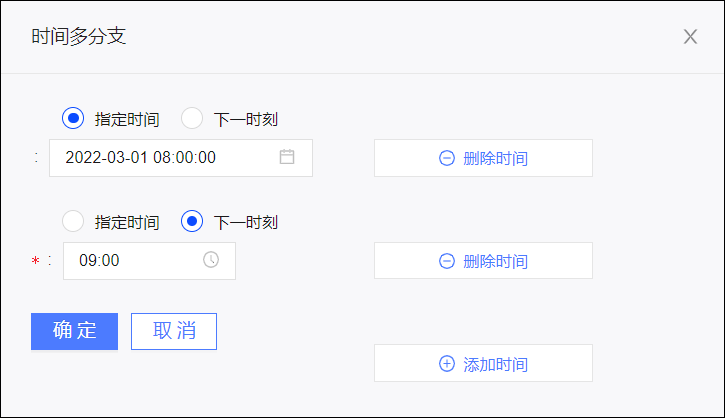 时间多分支
指定时间 下一时刻
: 2022-03-01 08:00:00 删除时间
指定时间 下一时刻
* : 09:00 删除时间
确定 取消
添加时间